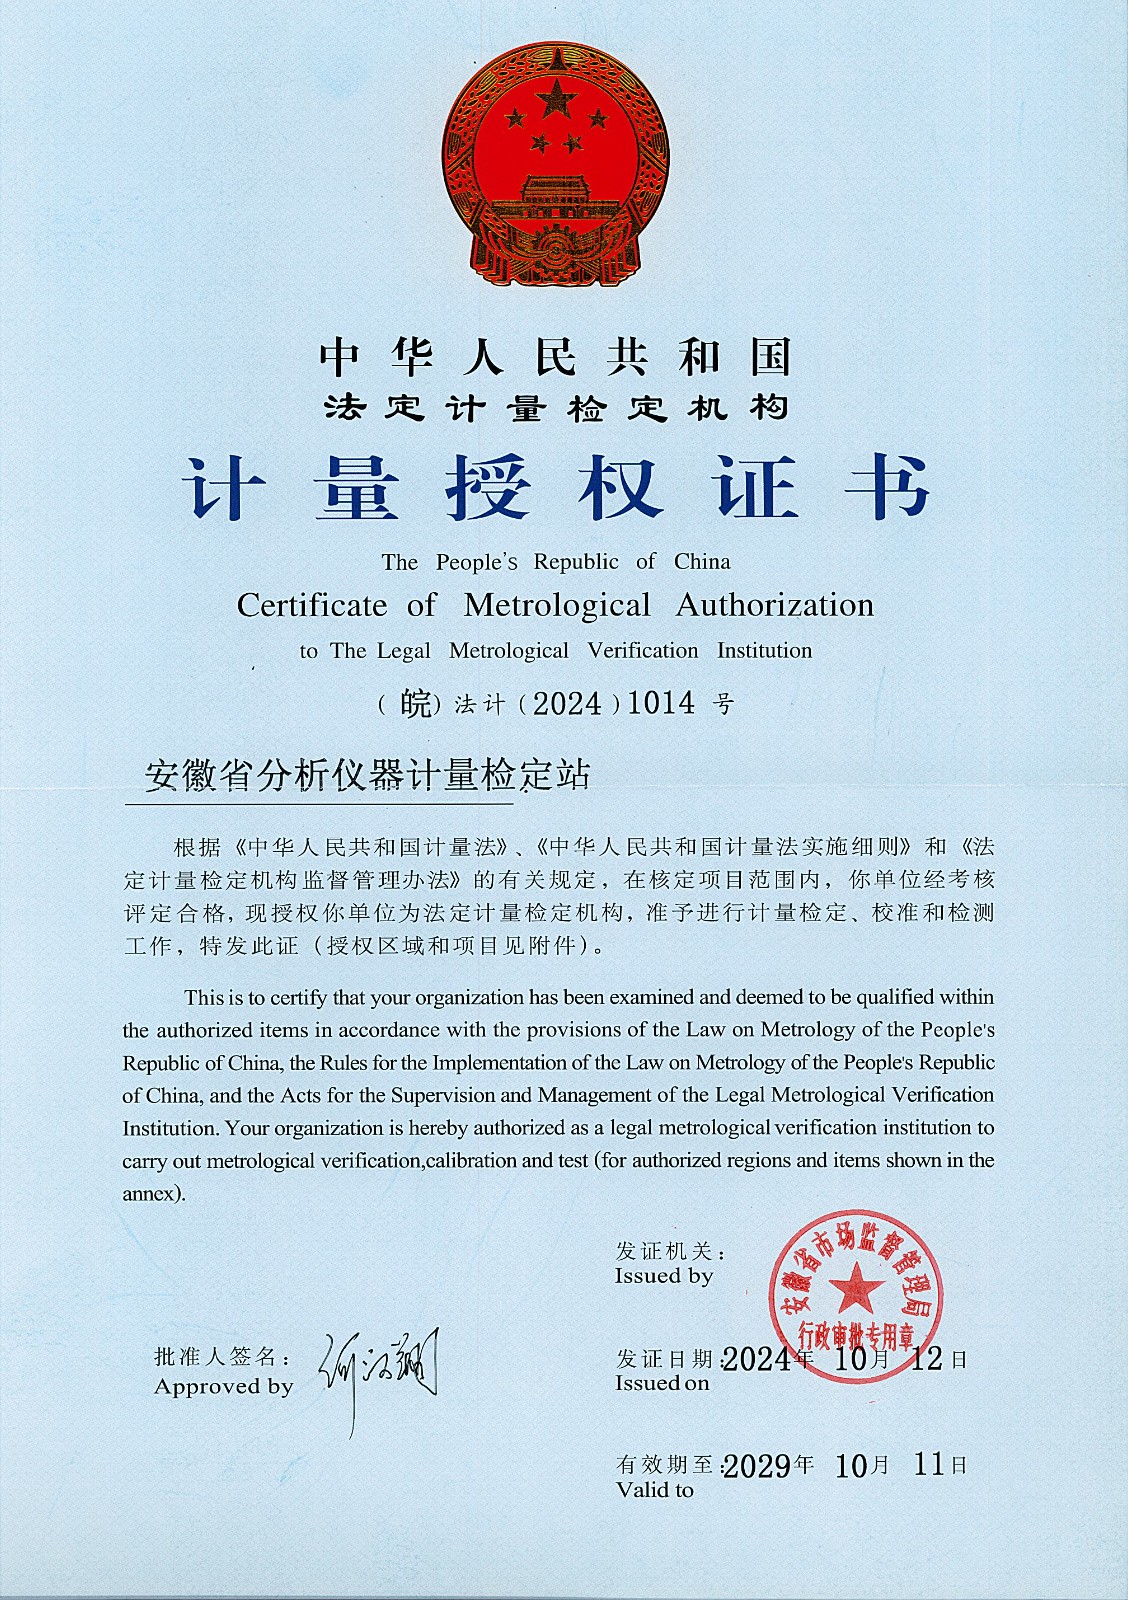 中华人民共和国
法定计量检定机构
计量授权证书
The People's Republic of China
Certificate of Metrological Authorization
to The Legal Metrological Verification Institution
(皖)法计(2024)1014号
安徽省分析仪器计量检定站
根据《中华人民共和国计量法》、《中华人民共和国计量法实施细则》和《法
定计量检定机构监督管理办法》的有关规定，在核定项目范围内，你单位经考核
评定合格，现授权你单位为法定计量检定机构，准予进行计量检定、校准和检测
工作，特发此证（授权区域和项目见附件）。
This is to certify that your organization has been examined and deemed to be qualified within
the authorized items in accordance with the provisions of the Law on Metrology of the People's
Republic of China, the Rules for the Implementation of the Law on Metrology of the People's Republic
of China, and the Acts for the Supervision and Management of the Legal Metrological Verification
Institution. Your organization is hereby authorized as a legal metrological verification institution to
carry out metrological verification,calibration and test (for authorized regions and items shown in the
annex).
发证机关：
Issued by
安徽省市场监督管理局
行政审批专用章
批准人签名：
Approved by
发证日期：2024年 10月 12日
Issued on
有效期至：2029年 10月 11日
Valid to